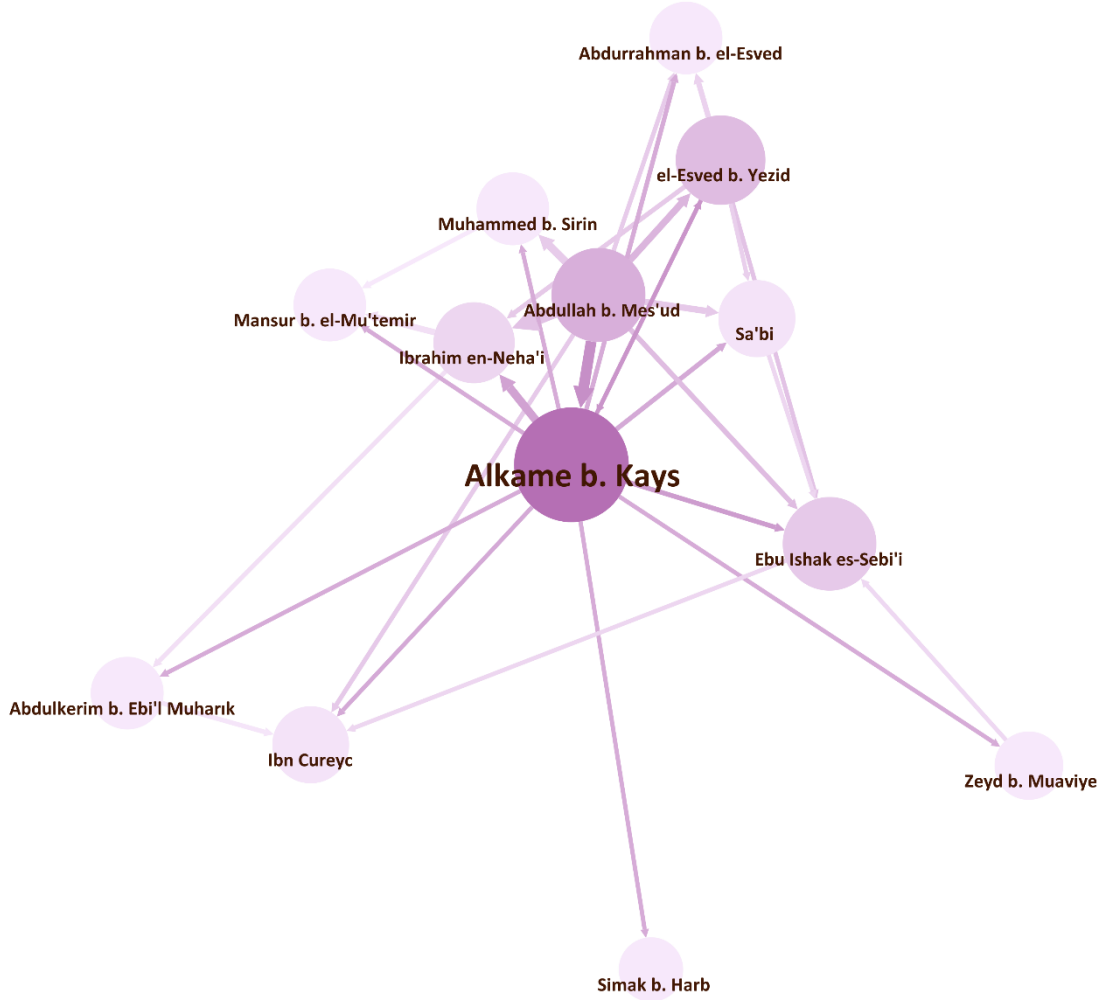 Abdurrahman b. el-Esved
el-Esved b. Yezid
Muhammed b. Sirin
Abdullah b. Mes'ud
Mansur b. el-Mu'temir
Sa'bi
Ibrahim en-Neha'i
Alkame b. Kays
Ebu Ishak es-Sebi'i
Abdulkerim b. Ebi'l Muharık
Ibn Cureyc
Zeyd b. Muaviye
Simak b. Harb